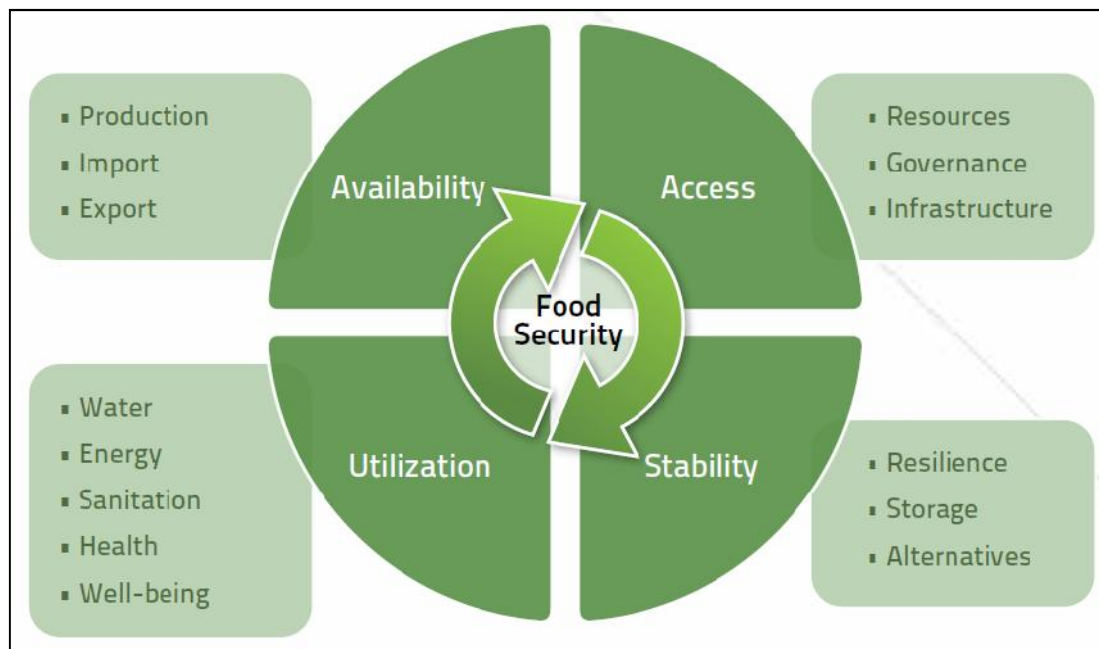 ▪ Production
▪ Import
▪ Export
Availability
Access
▪ Resources
▪ Governance
▪ Infrastructure
Food
Security
▪ Water
▪ Energy
▪ Sanitation
▪ Health
▪ Well-being
Utilization
Stability
▪ Resilience
▪ Storage
▪ Alternatives